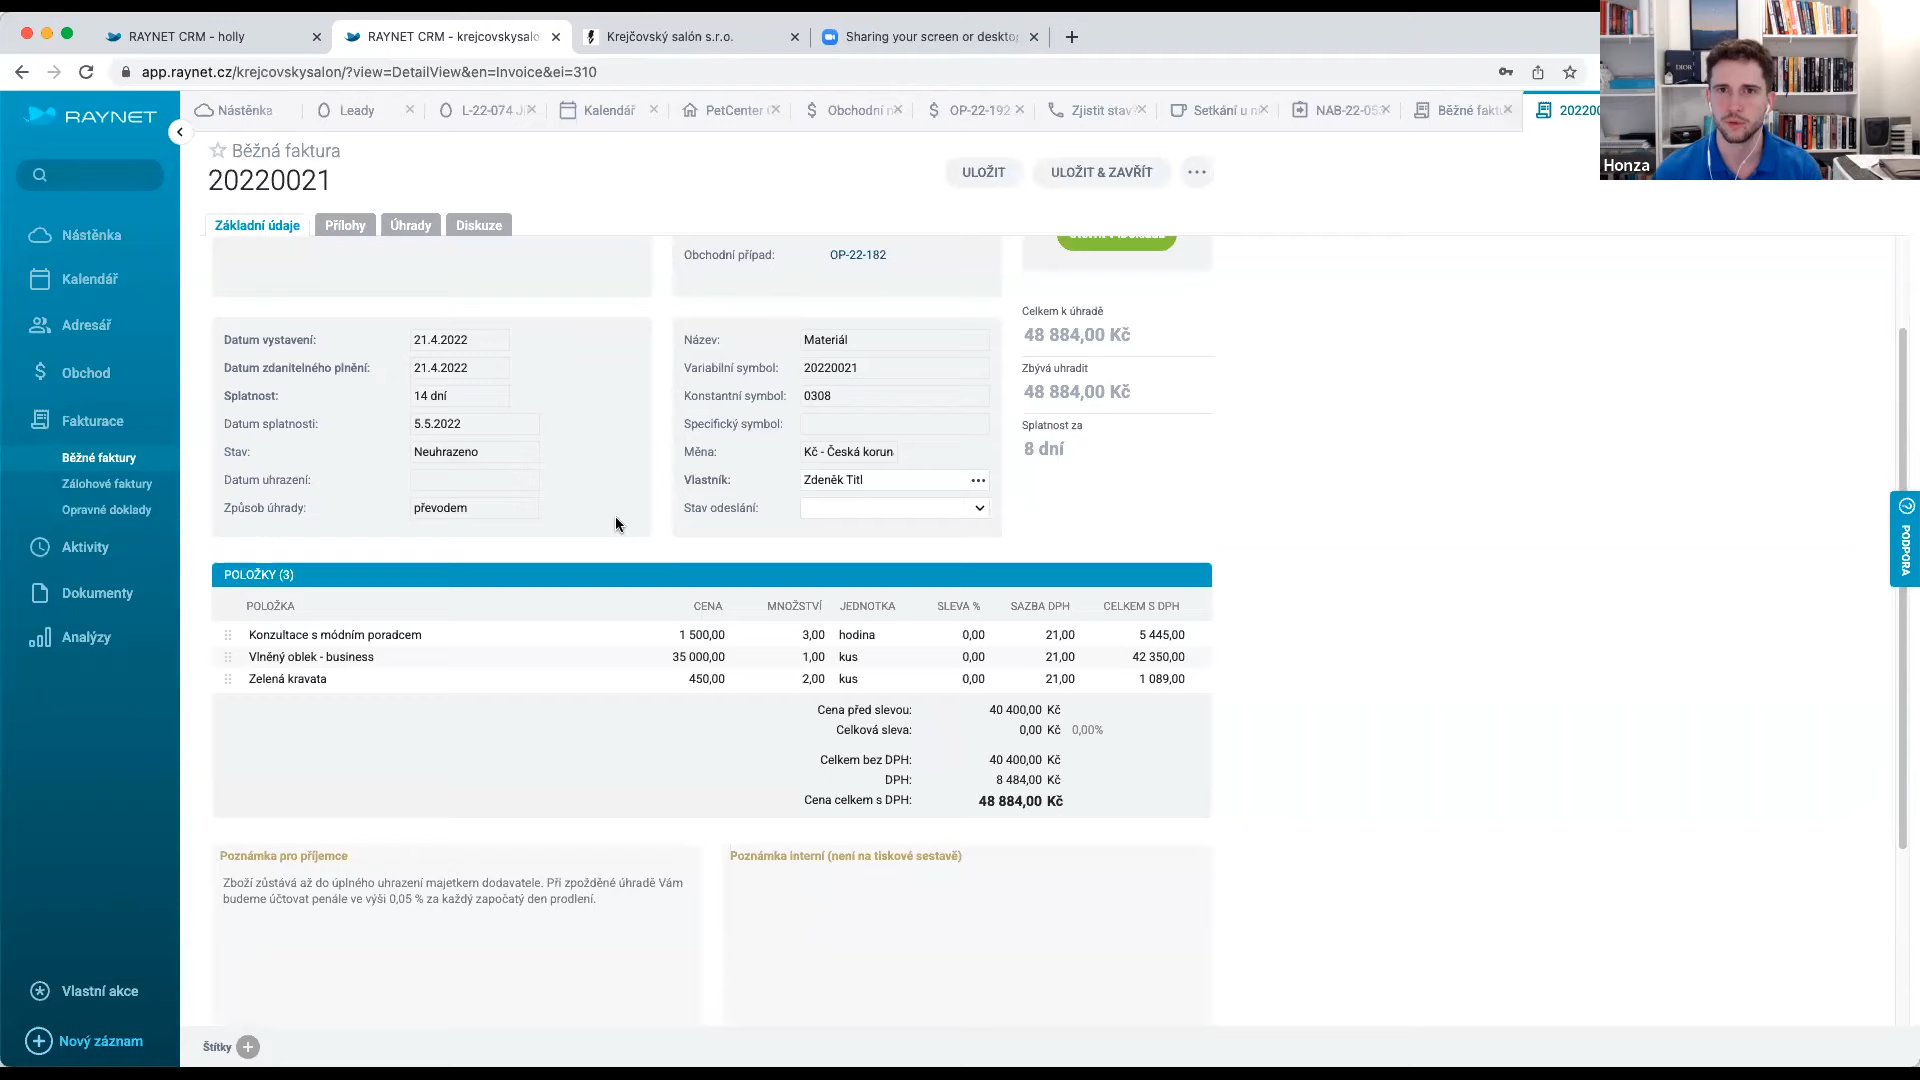 RAYNET CRM - holly
RAYNET CRM - krejcovskysalo
Krejčovský salón s.r.o.
Sharing your screen or deskto
app.raynet.cz/krejcovskysalon/?view=DetailView&en=Invoice&ei=310
RAYNET
Nástěnka
Leady
L-22-074
Kalendář
PetCenter
Obchodní
OP-22-192
Zjistit stav
Setkání u
NAB-22-05
Běžné fakt
20220
Honza
Běžná faktura
20220021
ULOŽIT
ULOŽIT & ZAVŘÍT
Základní údaje
Přílohy
Úhrady
Diskuze
Nástěnka
Kalendář
Adresář
Obchod
Fakturace
Běžné faktury
Zálohové faktury
Opravné doklady
Aktivity
Dokumenty
Analýzy
Vlastní akce
Nový záznam
Obchodní případ: OP-22-182
Datum vystavení: 21.4.2022
Datum zdanitelného plnění: 21.4.2022
Splatnost: 14 dní
Datum splatnosti: 5.5.2022
Stav: Neuhrazeno
Datum uhrazení:
Způsob úhrady: převodem
Název: Materiál
Variabilní symbol: 20220021
Konstantní symbol: 0308
Specifický symbol:
Měna: Kč - Česká korun
Vlastník: Zdeněk Titl
Stav odeslání:
Celkem k úhradě
48 884,00 Kč
Zbývá uhradit
48 884,00 Kč
Splatnost za
8 dní
PODPORA
POLOŽKY (3)
POLOŽKA CENA MNOŽSTVÍ JEDNOTKA SLEVA % SAZBA DPH CELKEM S DPH
Konzultace s módním poradcem 1 500,00 3,00 hodina 0,00 21,00 5 445,00
Vlněný oblek - business 35 000,00 1,00 kus 0,00 21,00 42 350,00
Zelená kravata 450,00 2,00 kus 0,00 21,00 1 089,00
Cena před slevou: 40 400,00 Kč
Celková sleva: 0,00 Kč 0,00%
Celkem bez DPH: 40 400,00 Kč
DPH: 8 484,00 Kč
Cena celkem s DPH: 48 884,00 Kč
Poznámka pro příjemce
Zboží zůstává až do úplného uhrazení majetkem dodavatele. Při zpožděné úhradě Vám
budeme účtovat penále ve výši 0,05 % za každý započatý den prodlení.
Poznámka interní (není na tiskové sestavě)
Štítky